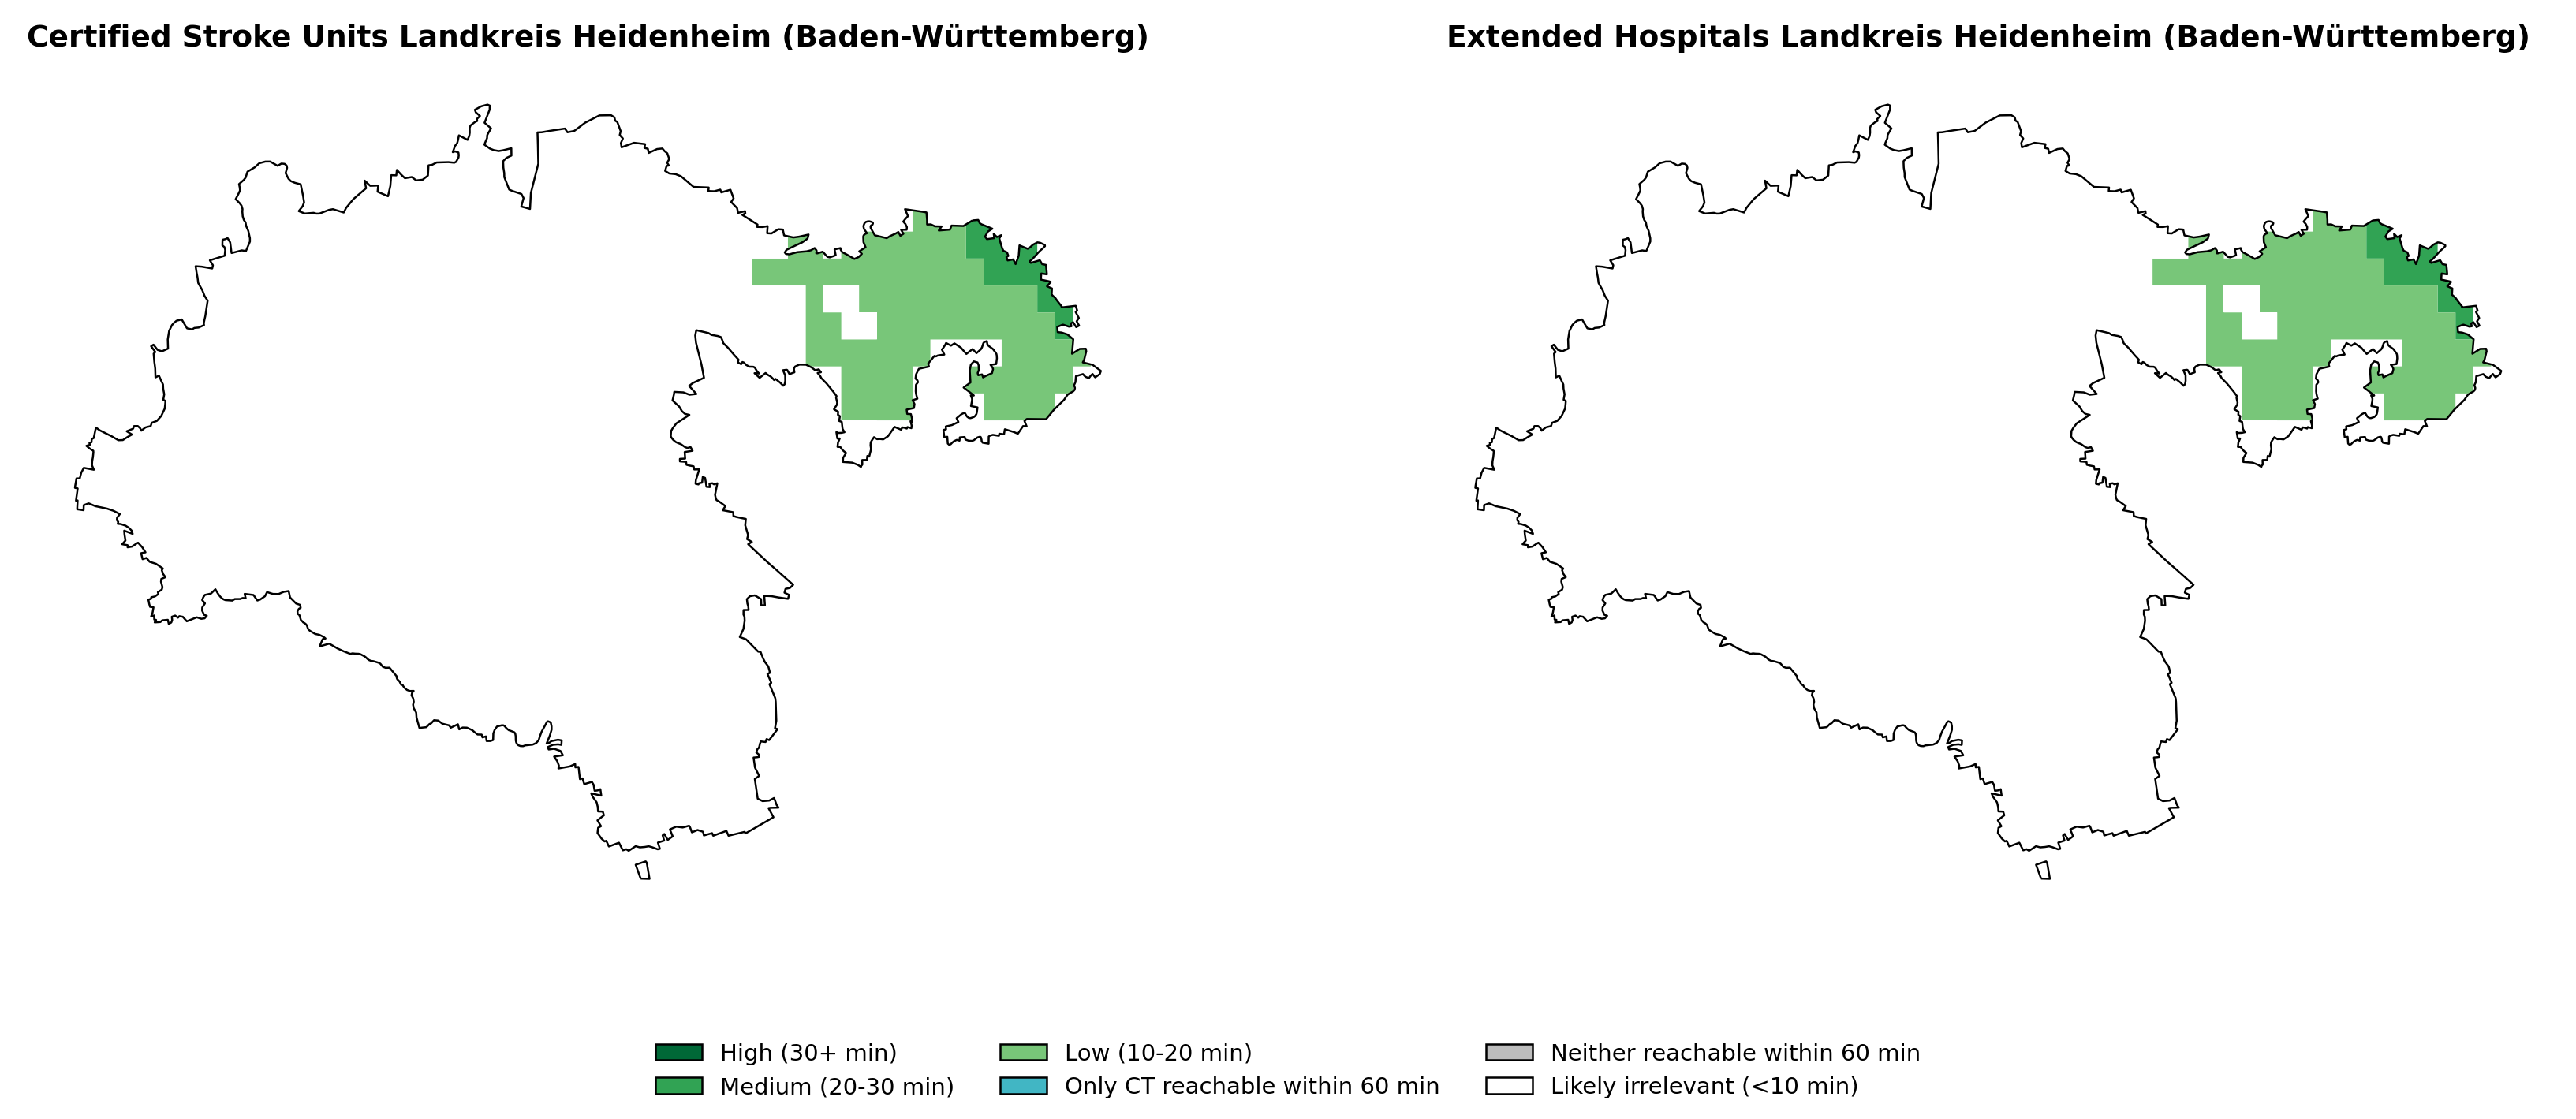 Certified Stroke Units Landkreis Heidenheim (Baden-Württemberg)
Extended Hospitals Landkreis Heidenheim (Baden-Württemberg)
High (30+ min)
Medium (20-30 min)
Low (10-20 min)
Only CT reachable within 60 min
Neither reachable within 60 min
Likely irrelevant (<10 min)